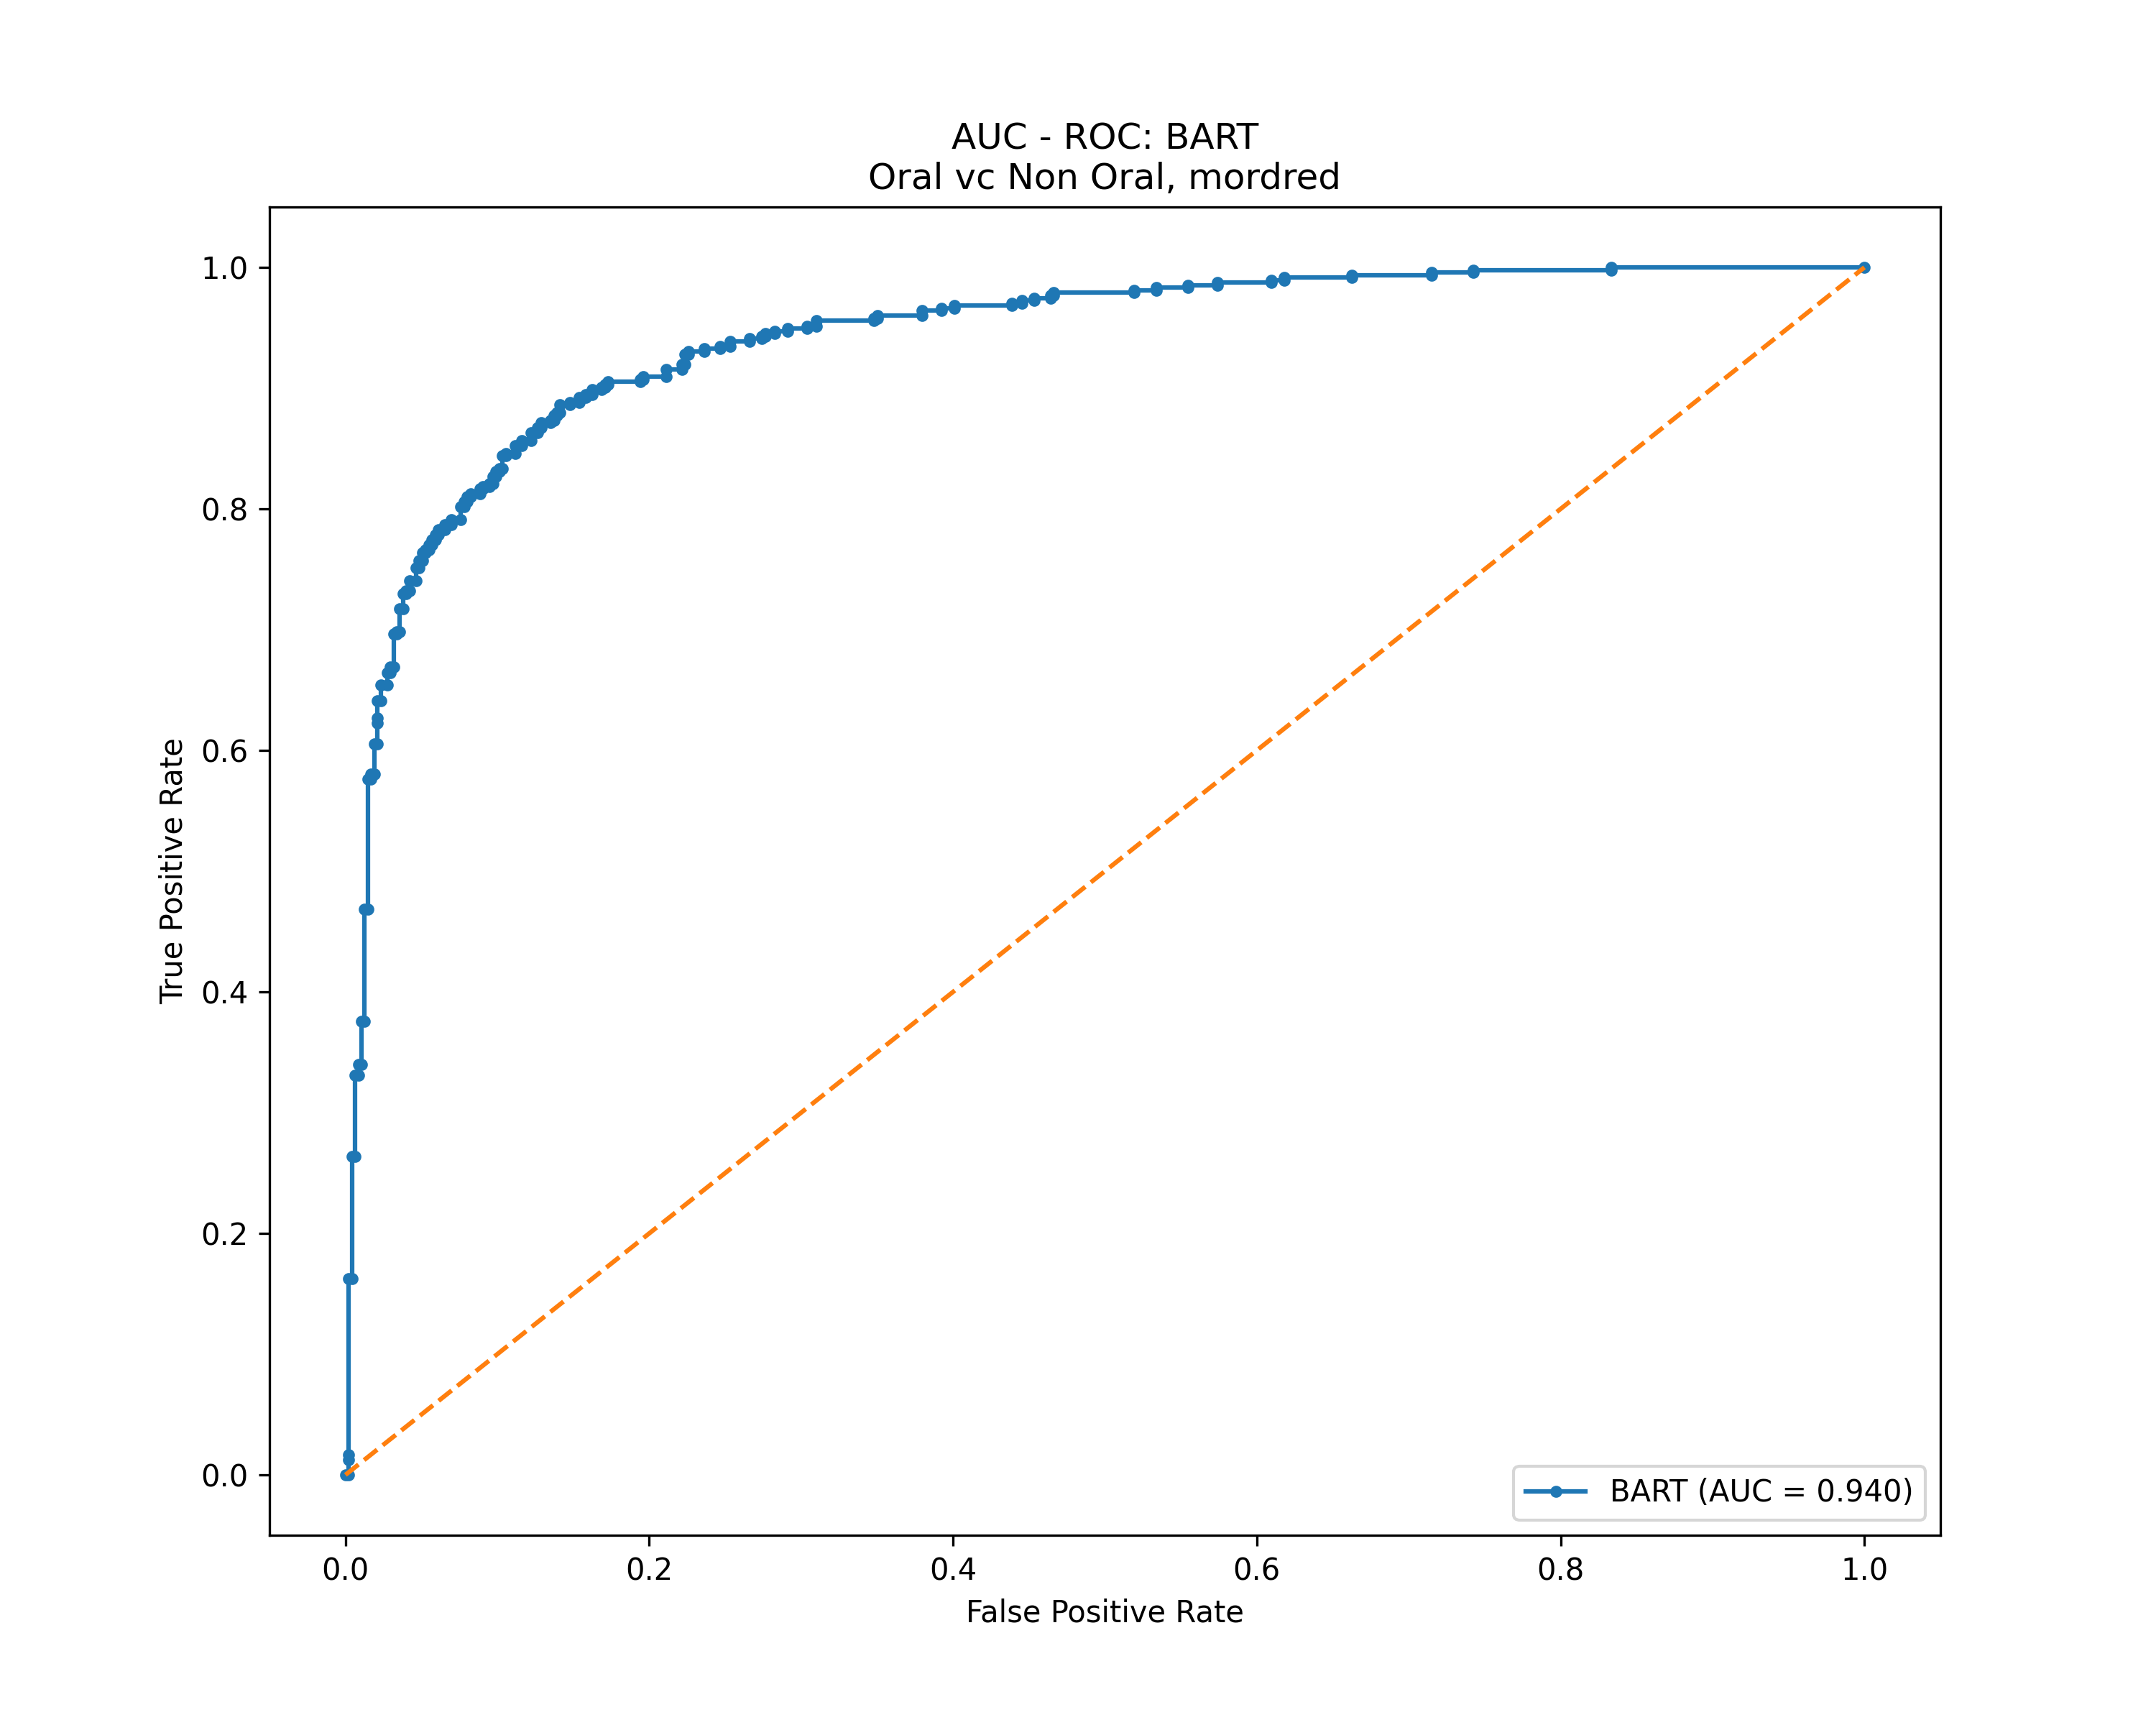 AUC - ROC: BART
Oral vc Non Oral, mordred
1.0
0.8
0.6
0.4
0.2
0.0
True Positive Rate
BART (AUC = 0.940)
0.0 0.2 0.4 0.6 0.8 1.0
False Positive Rate